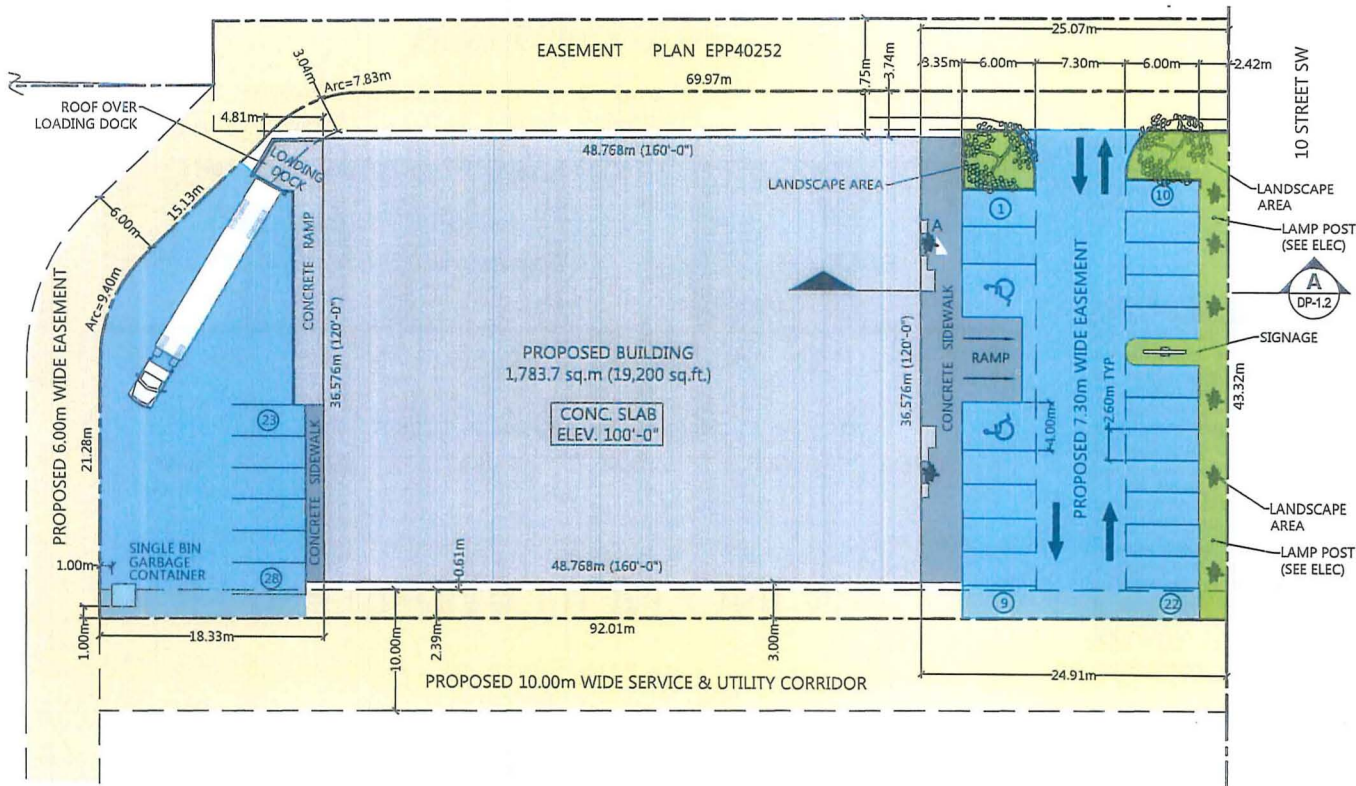 EASEMENT PLAN EPP40252
69.97m
Arc=7.83m
3.04m
4.81m
ROOF OVER
LOADING DOCK
LOADING
DOCK
25.07m
3.35m
6.00m
7.30m
6.00m
2.42m
3.74m
10 STREET SW
48.768m (160'-0")
LANDSCAPE AREA
LANDSCAPE
AREA
LAMP POST
(SEE ELEC)
A
DP-1.2
SIGNAGE
43.32m
LANDSCAPE
AREA
LAMP POST
(SEE ELEC)
1
10
A
15.13m
6.00m
Arc=9.40m
PROPOSED 6.00m WIDE EASEMENT
21.28m
CONCRETE RAMP
36.576m (120'-0")
CONCRETE SIDEWALK
PROPOSED BUILDING
1,783.7 sq.m (19,200 sq.ft.)
CONC. SLAB
ELEV. 100'-0"
36.576m (120'-0")
CONCRETE SIDEWALK
RAMP
4.00m
PROPOSED 7.30m WIDE EASEMENT
2.60m TYP.
23
28
SINGLE BIN
GARBAGE
CONTAINER
1.00m
1.00m
18.33m
48.768m (160'-0")
0.61m
9
22
10.00m
2.39m
92.01m
3.00m
24.91m
PROPOSED 10.00m WIDE SERVICE & UTILITY CORRIDOR